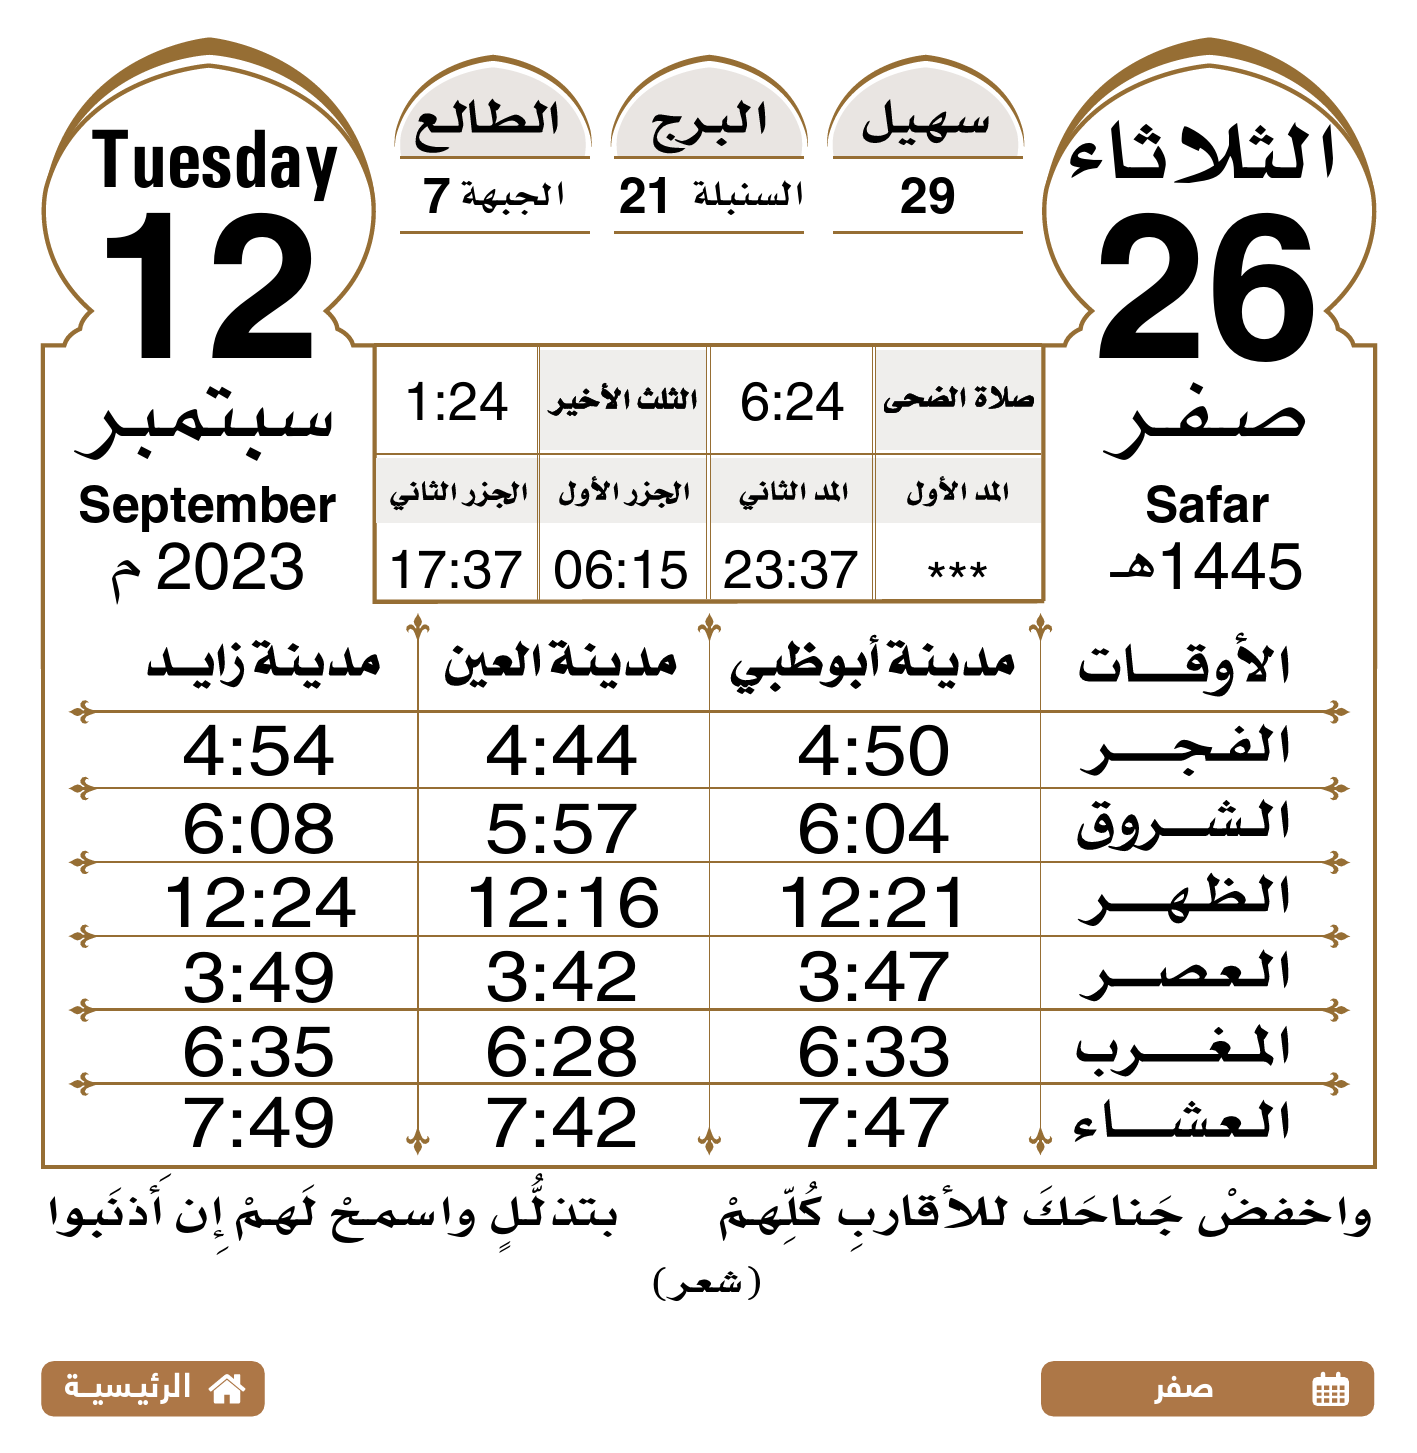 الثلاثاء
26
صفر
Safar
1445هـ
سهيل
29
البرج
السنبلة 21
الطالع
الجبهة 7
Tuesday
12
سبتمبر
September
2023 م
صلاة الضحى 6:24 الثلث الأخير 1:24
المد الأول المد الثاني الجزر الأول الجزر الثاني
*** 23:37 06:15 17:37
الأوقات مدينة أبوظبي مدينة العين مدينة زايد
الفجر 4:50 4:44 4:54
الشروق 6:04 5:57 6:08
الظهر 12:21 12:16 12:24
العصر 3:47 3:42 3:49
المغرب 6:33 6:28 6:35
العشاء 7:47 7:42 7:49
واخفضْ جَناحَكَ للأقاربِ كُلِّهمْ بتذلُّلٍ واسمحْ لَهمْ إِن أَذنَبوا
(شعر)
صفر
الرئيسية